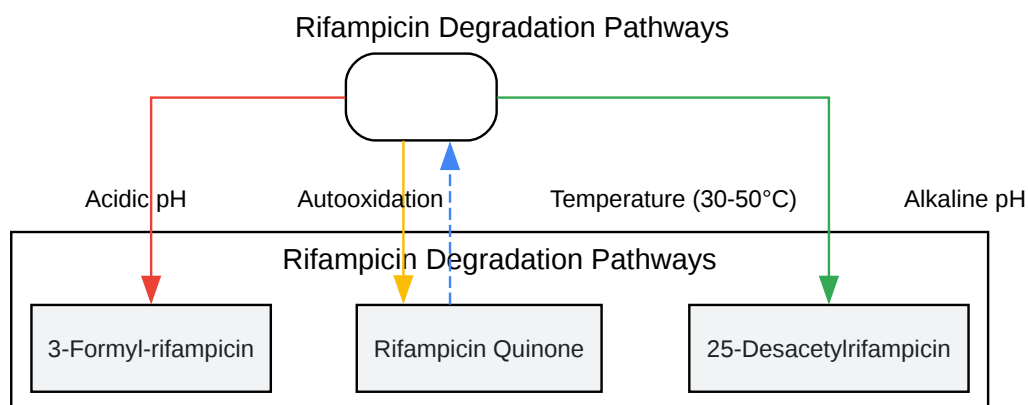 Rifampicin Degradation Pathways
Acidic pH
Autooxidation
Temperature (30-50°C)
Alkaline pH
Rifampicin Degradation Pathways
3-Formyl-rifampicin
Rifampicin Quinone
25-Desacetylrifampicin